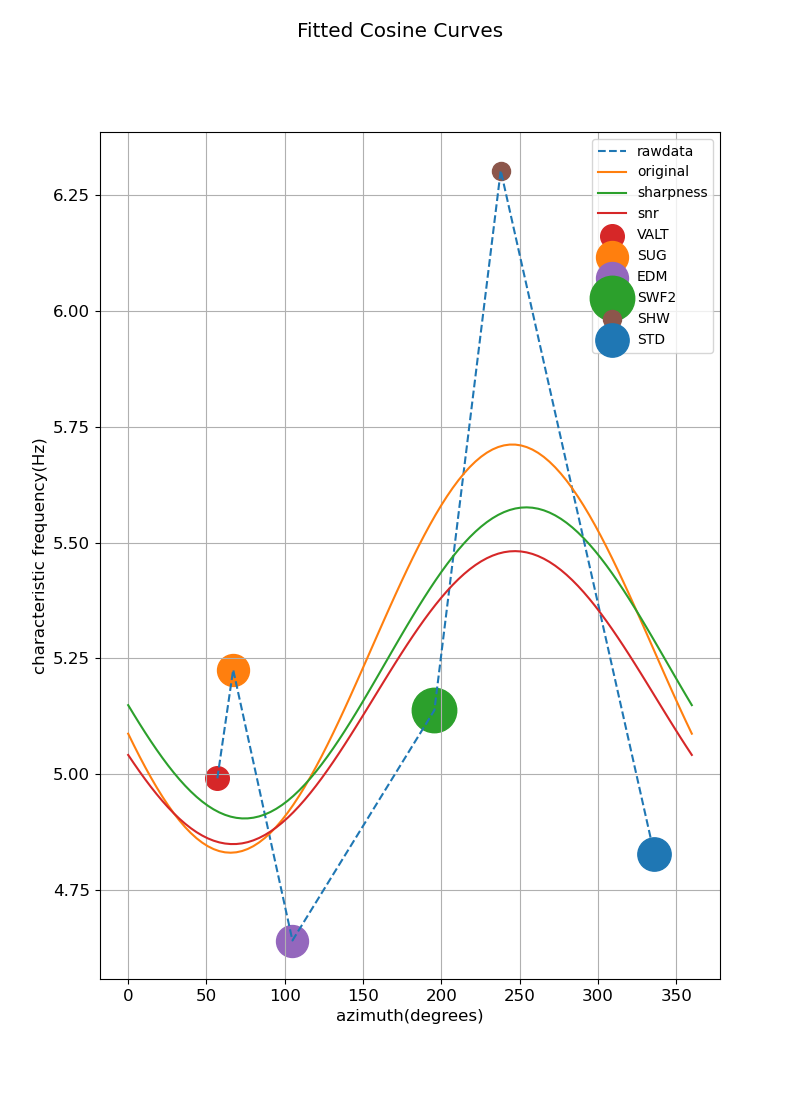 Fitted Cosine Curves
rawdata
original
sharpness
snr
VALT
SUG
EDM
SWF2
SHW
STD
6.25
6.00
5.75
5.50
5.25
5.00
4.75
characteristic frequency(Hz)
0 50 100 150 200 250 300 350
azimuth(degrees)